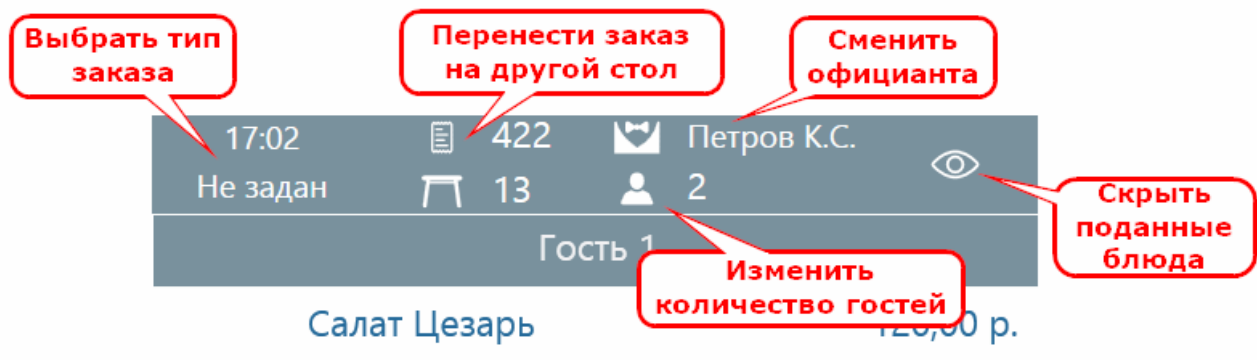 Выбрать тип
заказа
Перенести заказ
на другой стол
Сменить
официанта
17:02
422
Петров К.С.
Не задан
13
2
Скрыть
поданные
блюда
Гость 1
Изменить
количество гостей
Салат Цезарь
р.